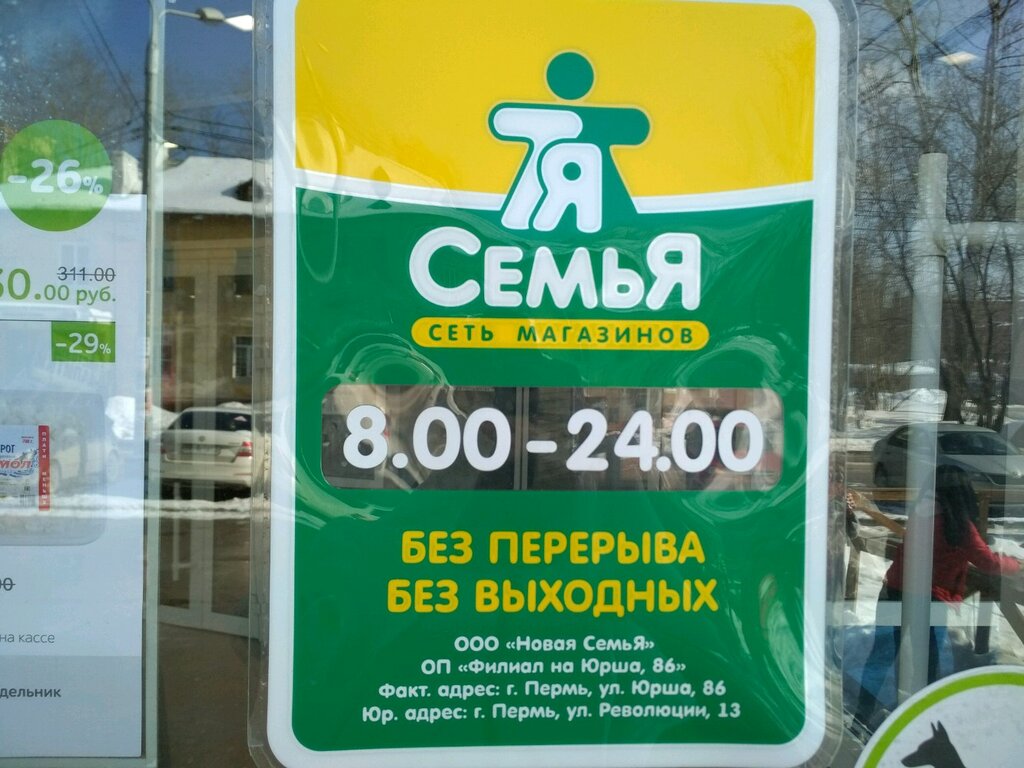 -26%
311.00
.00 руб.
-29%
на кассе
СЕМЬЯ
СЕТЬ МАГАЗИНОВ
8.00-24.00
БЕЗ ПЕРЕРЫВА
БЕЗ ВЫХОДНЫХ
ООО «Новая СемьЯ»
ОП «Филиал на Юрша, 86»
Факт. адрес: г. Пермь, ул. Юрша, 86
Юр. адрес: г. Пермь, ул. Революции, 13